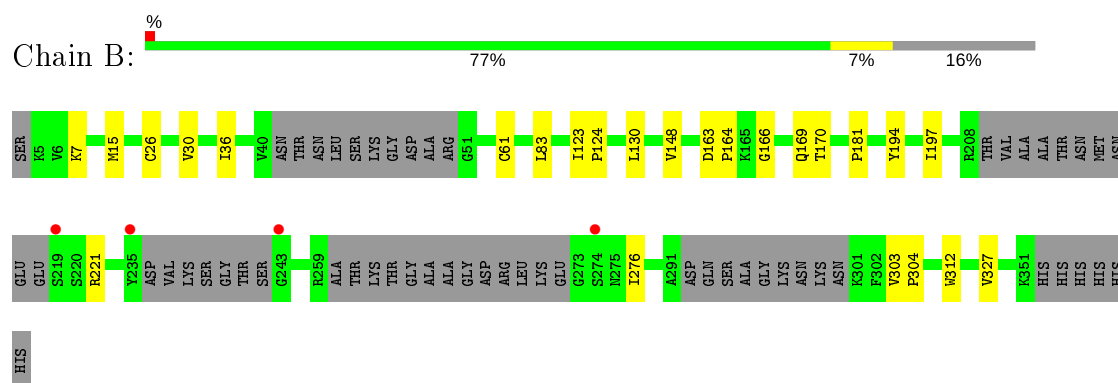 %
Chain B:
77% 7% 16%
SER K5 V6 K7 M15 C26 V30 I36 V40 ASN THR ASN LEU SER LYS GLY ASP ALA ARG G51 C61 L83 I123 P124 L130 V148 D163 P164 K165 G166 Q169 T170 P181 Y194 I197 R208 THR VAL ALA ALA THR ASN MET ASN
GLU GLU S219 S220 R221 Y235 ASP VAL LYS SER GLY THR SER G243 R259 ALA THR LYS THR GLY ALA ALA GLY ASP ARG LEU LYS GLU G273 S274 N275 I276 A291 ASP GLN SER ALA GLY LYS ASN LYS ASN K301 F302 V303 P304 W312 V327 K351 HIS HIS HIS HIS HIS
HIS